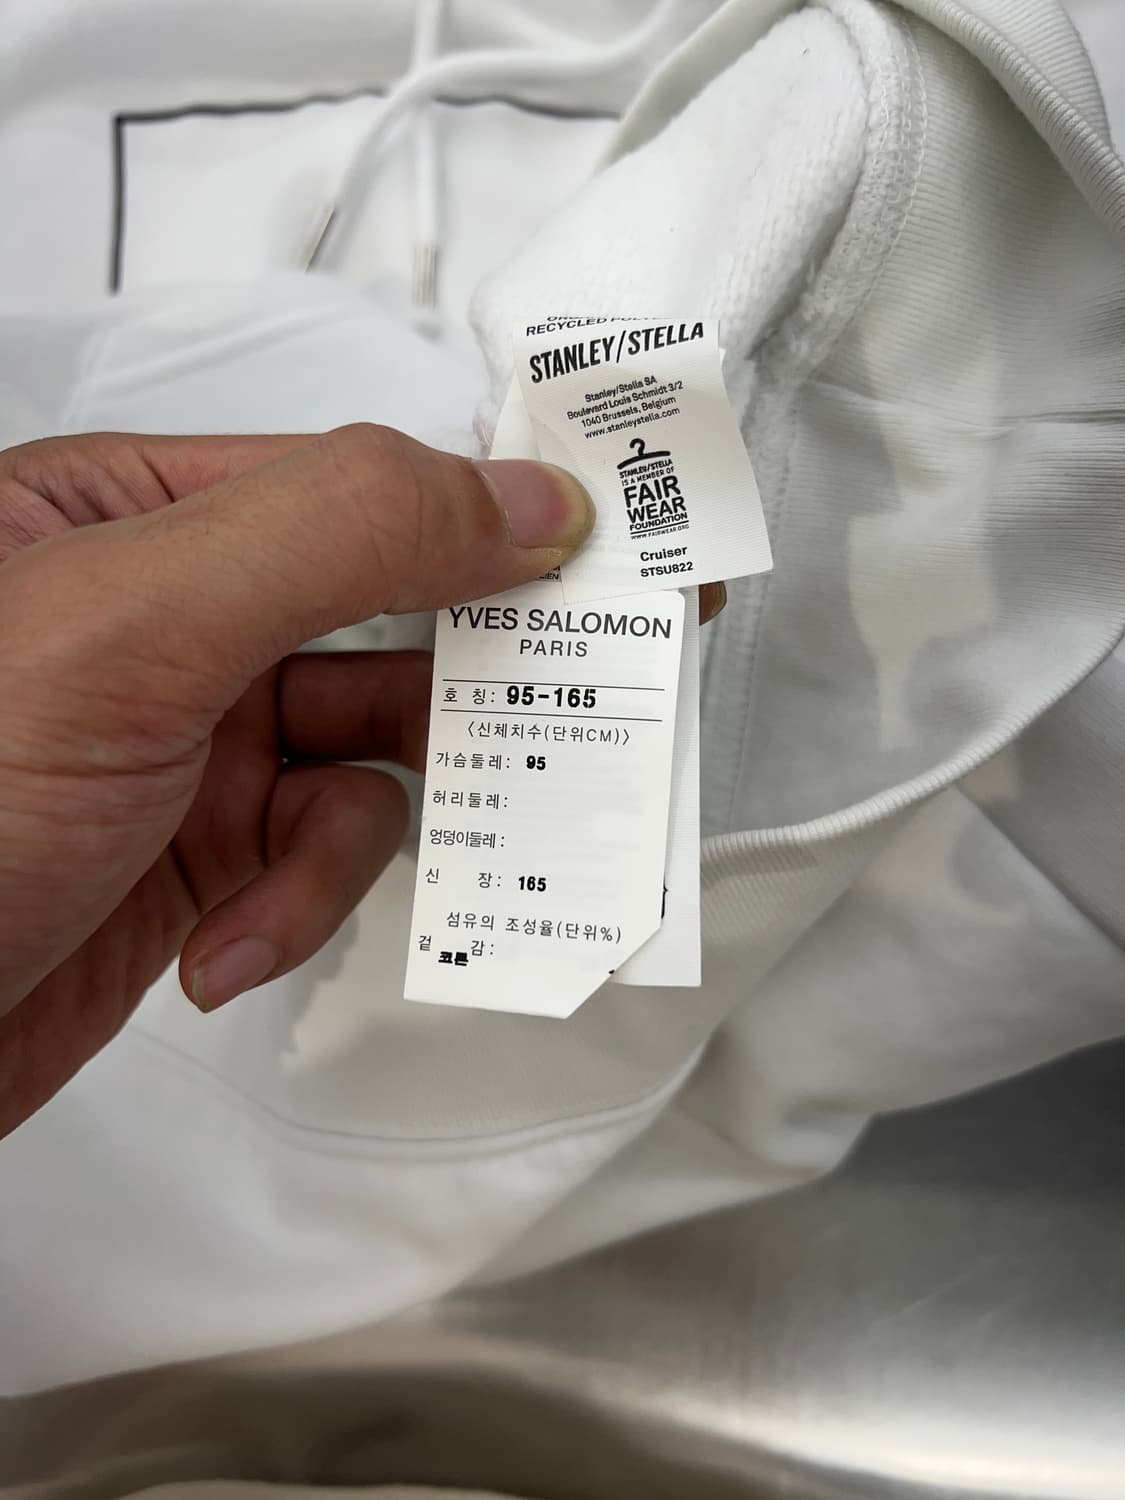 RECYCLED
STANLEY/STELLA
Stanley/Stella SA
Boulevard Louis Schmidt 3/2
1040 Brussels, Belgium
www.stanleystella.com
STANLEY/STELLA
IS A MEMBER OF
FAIR
WEAR
FOUNDATION
WWW.FAIRWEAR.ORG
Cruiser
STSU822
YVES SALOMON
PARIS
호 칭: 95-165
〈신체치수(단위CM)〉
가슴둘레: 95
허리둘레:
엉덩이둘레:
신 장: 165
섬유의 조성율(단위%)
겉 감:
코튼